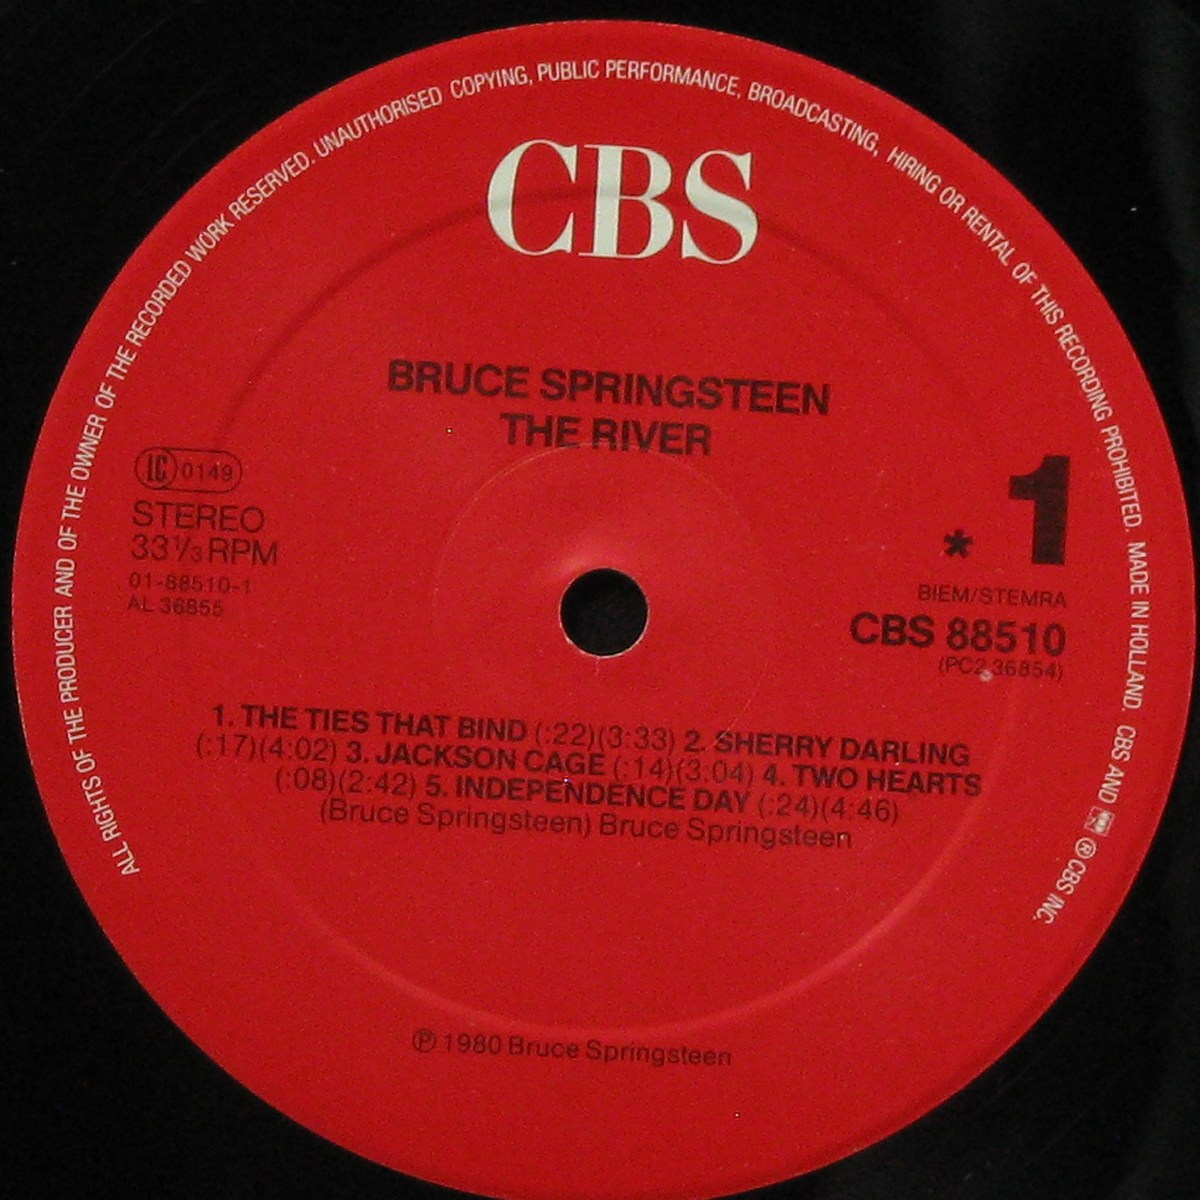 ALL RIGHTS OF THE PRODUCER AND OF THE OWNER OF THE RECORDED WORK RESERVED. UNAUTHORISED COPYING, PUBLIC PERFORMANCE, BROADCASTING, HIRING OR RENTAL OF THIS RECORDING PROHIBITED. MADE IN HOLLAND. CBS AND ® CBS INC.
CBS
BRUCE SPRINGSTEEN
THE RIVER
LC 0149
STEREO
33⅓ RPM
01-88510-1
AL 36855
* 1
BIEM/STEMRA
CBS 88510
(PC2 36854)
1. THE TIES THAT BIND (:22)(3:33) 2. SHERRY DARLING
(:17)(4:02) 3. JACKSON CAGE (:14)(3:04) 4. TWO HEARTS
(:08)(2:42) 5. INDEPENDENCE DAY (:24)(4:46)
(Bruce Springsteen) Bruce Springsteen
℗ 1980 Bruce Springsteen